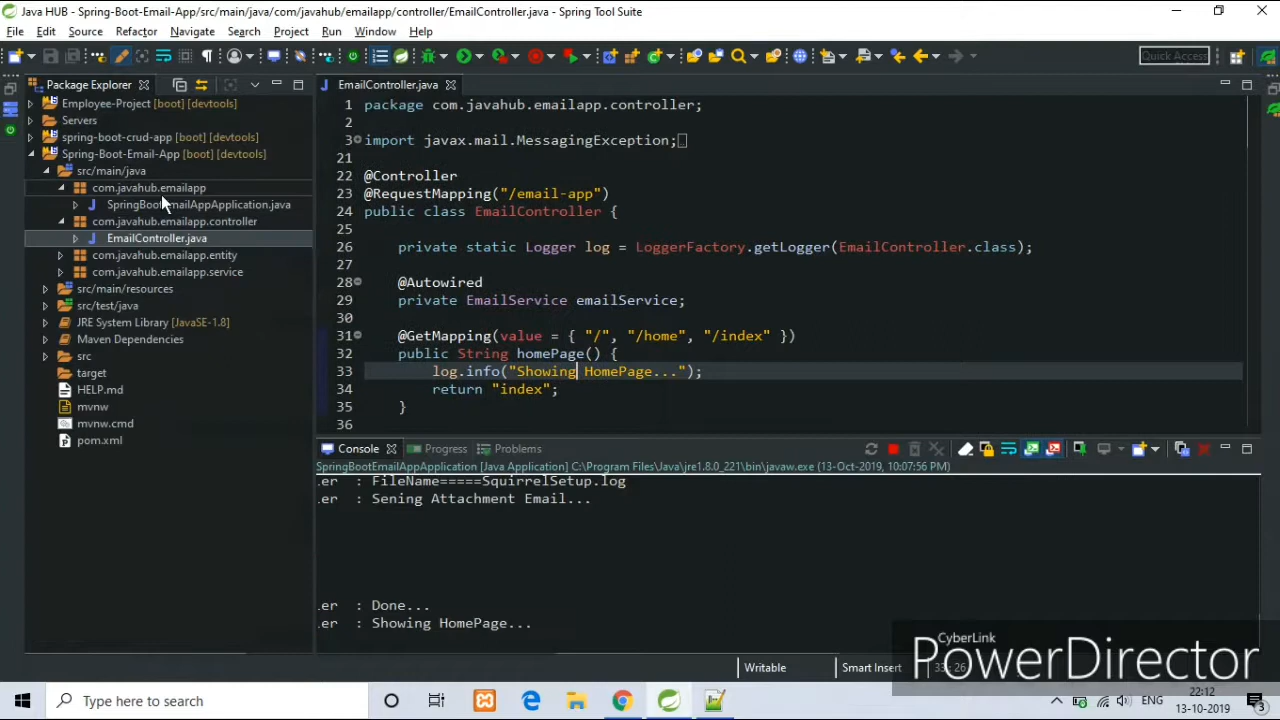 Java HUB - Spring-Boot-Email-App/src/main/java/com/javahub/emailapp/controller/EmailController.java - Spring Tool Suite
File Edit Source Refactor Navigate Search Project Run Window Help
Quick Access
Package Explorer
Employee-Project [boot] [devtools]
Servers
spring-boot-crud-app [boot] [devtools]
Spring-Boot-Email-App [boot] [devtools]
src/main/java
com.javahub.emailapp
SpringBootEmailAppApplication.java
com.javahub.emailapp.controller
EmailController.java
com.javahub.emailapp.entity
com.javahub.emailapp.service
src/main/resources
src/test/java
JRE System Library [JavaSE-1.8]
Maven Dependencies
src
target
HELP.md
mvnw
mvnw.cmd
pom.xml
EmailController.java
1 package com.javahub.emailapp.controller;
2
3 import javax.mail.MessagingException;
21
22 @Controller
23 @RequestMapping("/email-app")
24 public class EmailController {
25
26 private static Logger log = LoggerFactory.getLogger(EmailController.class);
27
28 @Autowired
29 private EmailService emailService;
30
31 @GetMapping(value = { "/", "/home", "/index" })
32 public String homePage() {
33 log.info("Showing HomePage...");
34 return "index";
35 }
36
Console Progress Problems
SpringBootEmailAppApplication [Java Application] C:\Program Files\Java\jre1.8.0_221\bin\javaw.exe (13-Oct-2019, 10:07:56 PM)
.er : FileName=====SquirrelSetup.log
.er : Sening Attachment Email...
.er : Done...
.er : Showing HomePage...
Writable Smart Insert 33 : 26
CyberLink
PowerDirector
Type here to search
ENG
22:12
13-10-2019
3